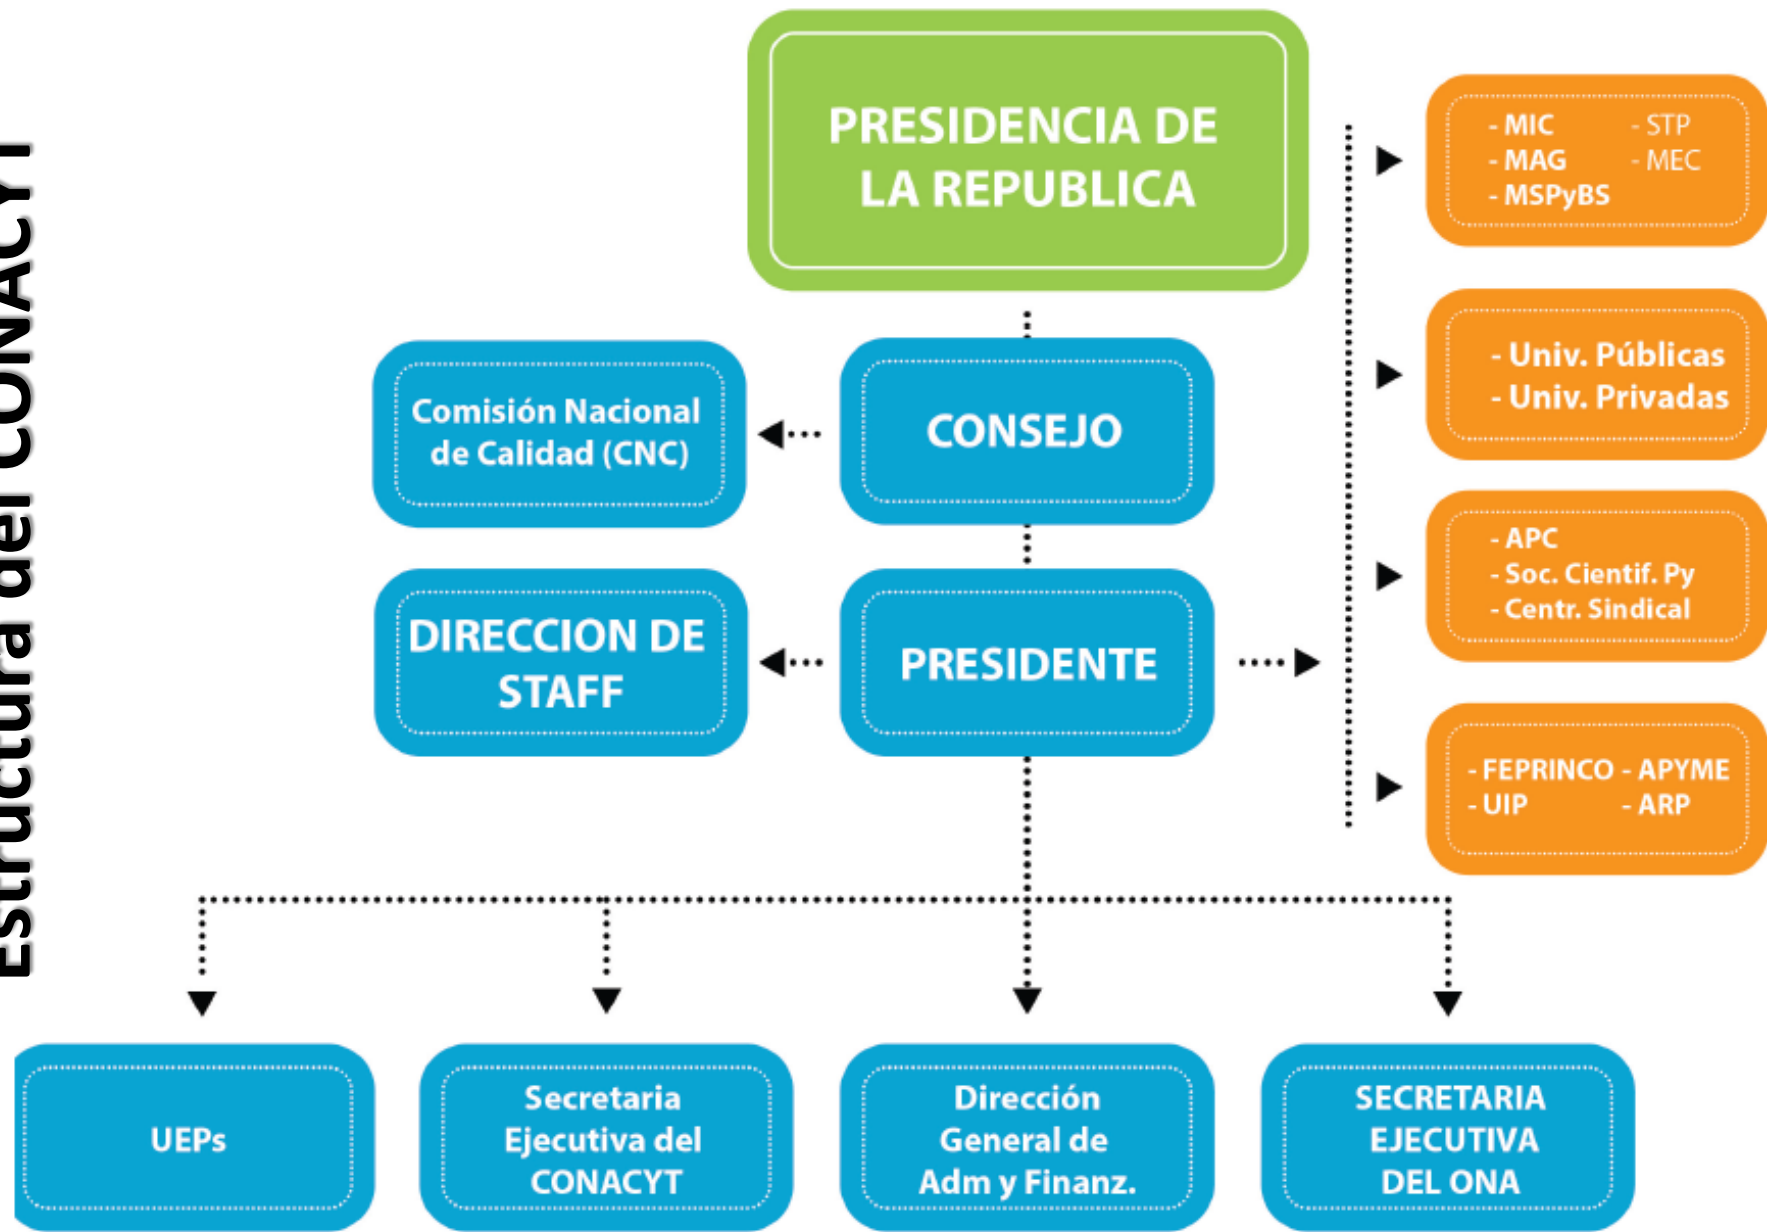 Estructura del CONACYT
PRESIDENCIA DE
LA REPUBLICA
- MIC - STP
- MAG - MEC
- MSPyBS
- Univ. Públicas
- Univ. Privadas
Comisión Nacional
de Calidad (CNC)
CONSEJO
- APC
- Soc. Cientif. Py
- Centr. Sindical
DIRECCION DE
STAFF
PRESIDENTE
- FEPRINCO - APYME
- UIP - ARP
UEPs
Secretaria
Ejecutiva del
CONACYT
Dirección
General de
Adm y Finanz.
SECRETARIA
EJECUTIVA
DEL ONA